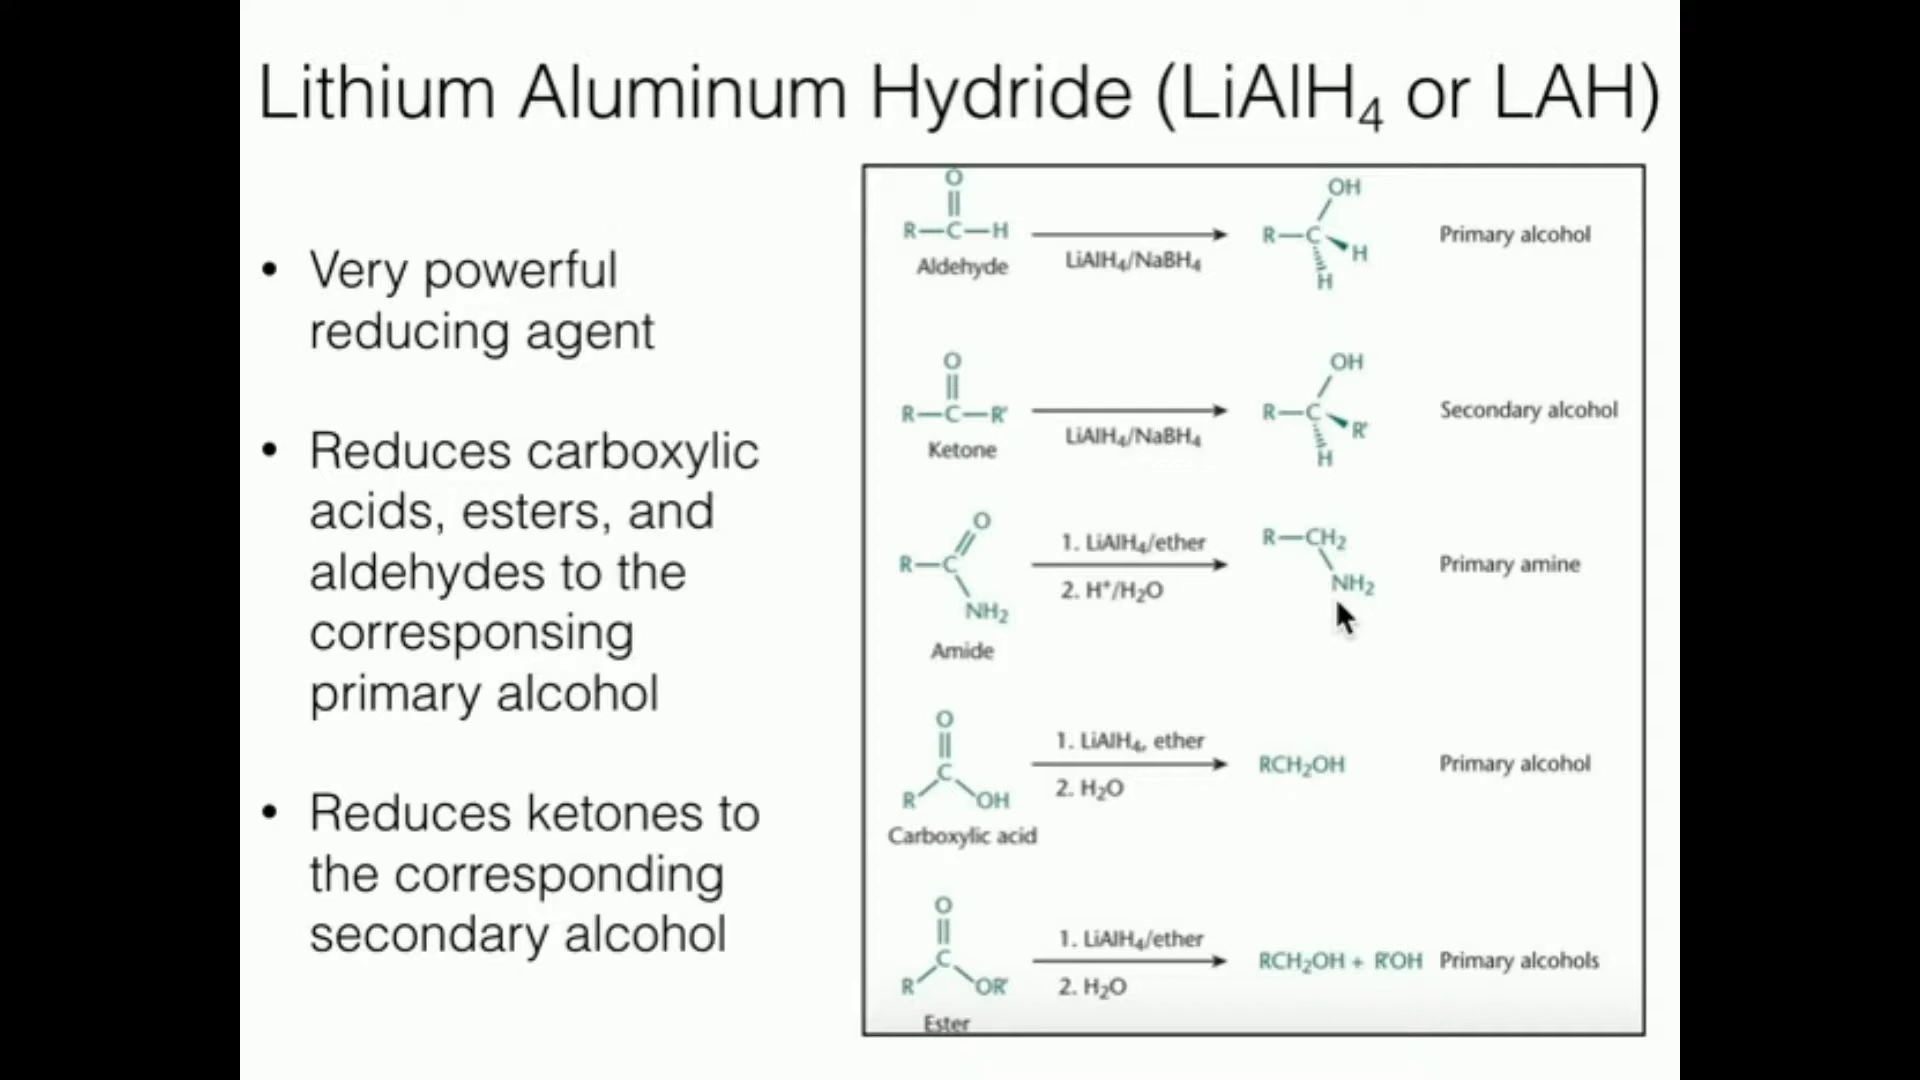 Lithium Aluminum Hydride (LiAlH₄ or LAH)
• Very powerful
reducing agent
• Reduces carboxylic
acids, esters, and
aldehydes to the
corresponsing
primary alcohol
• Reduces ketones to
the corresponding
secondary alcohol
O
R—C—H
Aldehyde
LiAlH₄/NaBH₄
OH
R—C
H
H
Primary alcohol
O
R—C—R'
Ketone
LiAlH₄/NaBH₄
OH
R—C
R'
H
Secondary alcohol
O
R—C
NH₂
Amide
1. LiAlH₄/ether
2. H⁺/H₂O
R—CH₂
NH₂
Primary amine
O
C
R OH
Carboxylic acid
1. LiAlH₄, ether
2. H₂O
RCH₂OH
Primary alcohol
O
C
R OR'
Ester
1. LiAlH₄/ether
2. H₂O
RCH₂OH + R'OH
Primary alcohols